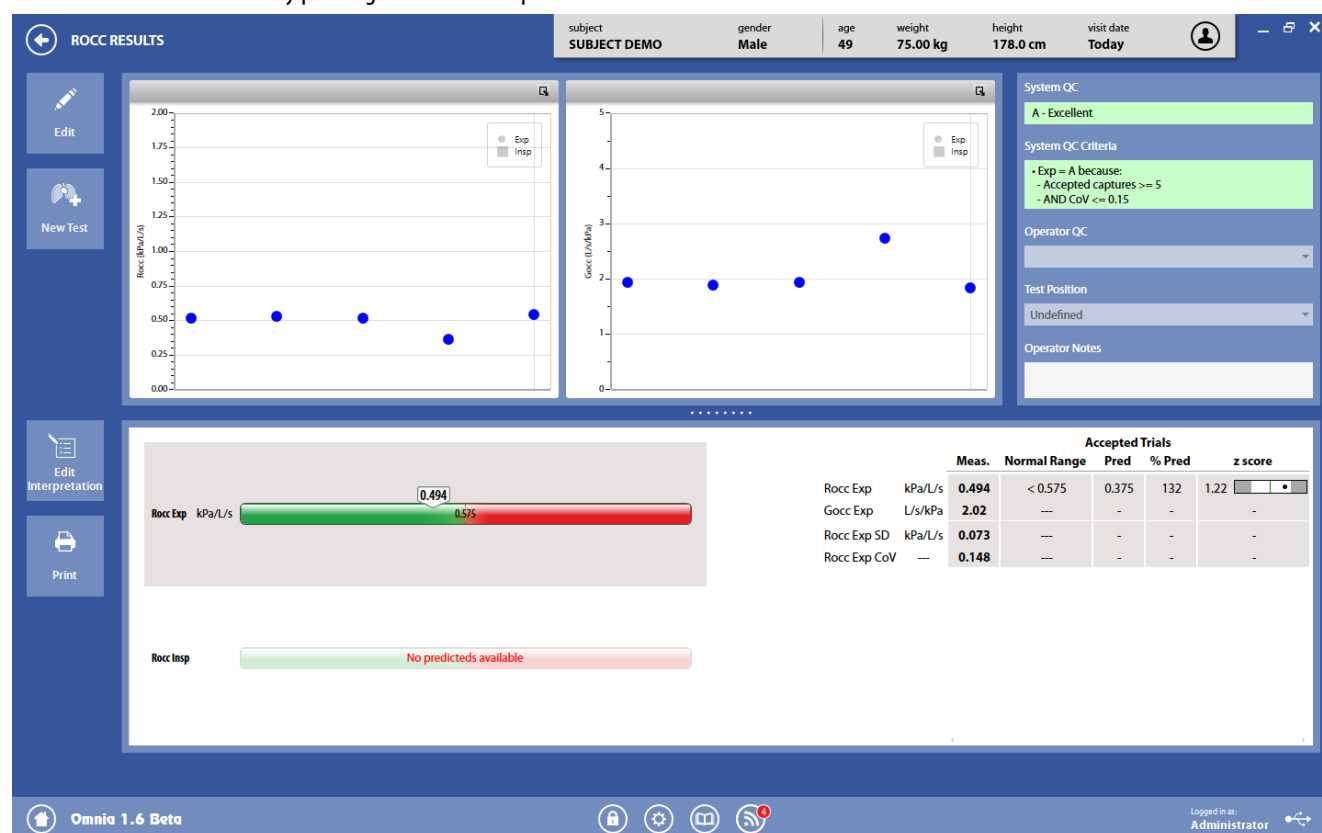 ROCC RESULTS
subject gender age weight height visit date
SUBJECT DEMO Male 49 75.00 kg 178.0 cm Today
Edit
New Test
Edit
Interpretation
Print
2.00
1.75
1.50
1.25
1.00
0.75
0.50
0.25
0.00
Rocc (kPa/L/s)
Exp
Insp
5
4
3
2
1
0
Gocc (L/s/kPa)
Exp
Insp
System QC
A - Excellent
System QC Criteria
• Exp = A because:
- Accepted captures >= 5
- AND CoV <= 0.15
Operator QC
Test Position
Undefined
Operator Notes
0.494
Rocc Exp kPa/L/s 0.575
Rocc Insp No predicteds available
Accepted Trials
Meas. Normal Range Pred % Pred z score
Rocc Exp kPa/L/s 0.494 < 0.575 0.375 132 1.22
Gocc Exp L/s/kPa 2.02 --- - - -
Rocc Exp SD kPa/L/s 0.073 --- - - -
Rocc Exp CoV --- 0.148 --- - - -
Omnia 1.6 Beta
4
Logged in as:
Administrator